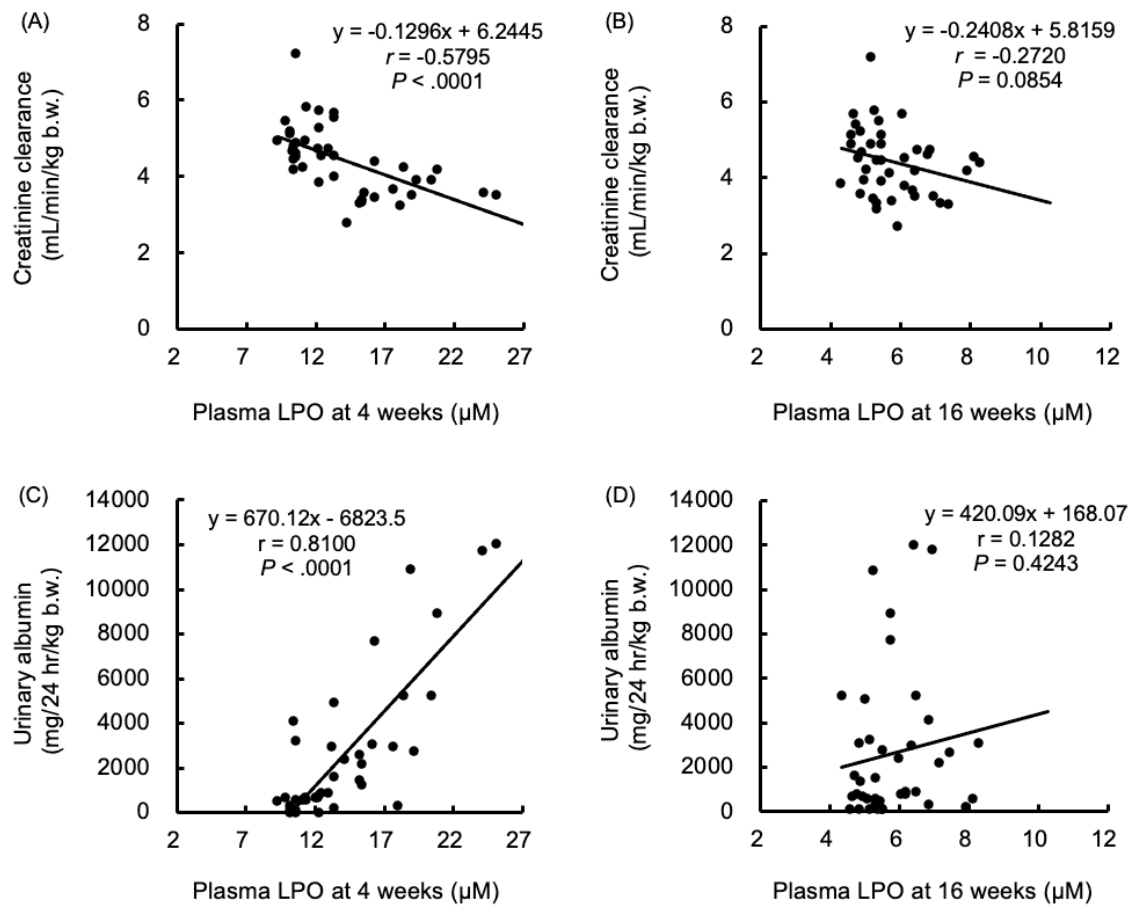 (A)
y = -0.1296x + 6.2445
r = -0.5795
P < .0001
Creatinine clearance
(mL/min/kg b.w.)
8
6
4
2
0
2 7 12 17 22 27
Plasma LPO at 4 weeks (μM)
(B)
y = -0.2408x + 5.8159
r = -0.2720
P = 0.0854
Creatinine clearance
(mL/min/kg b.w.)
8
6
4
2
0
2 4 6 8 10 12
Plasma LPO at 16 weeks (μM)
(C)
y = 670.12x - 6823.5
r = 0.8100
P < .0001
Urinary albumin
(mg/24 hr/kg b.w.)
14000
12000
10000
8000
6000
4000
2000
0
2 7 12 17 22 27
Plasma LPO at 4 weeks (μM)
(D)
y = 420.09x + 168.07
r = 0.1282
P = 0.4243
Urinary albumin
(mg/24 hr/kg b.w.)
14000
12000
10000
8000
6000
4000
2000
0
2 4 6 8 10 12
Plasma LPO at 16 weeks (μM)